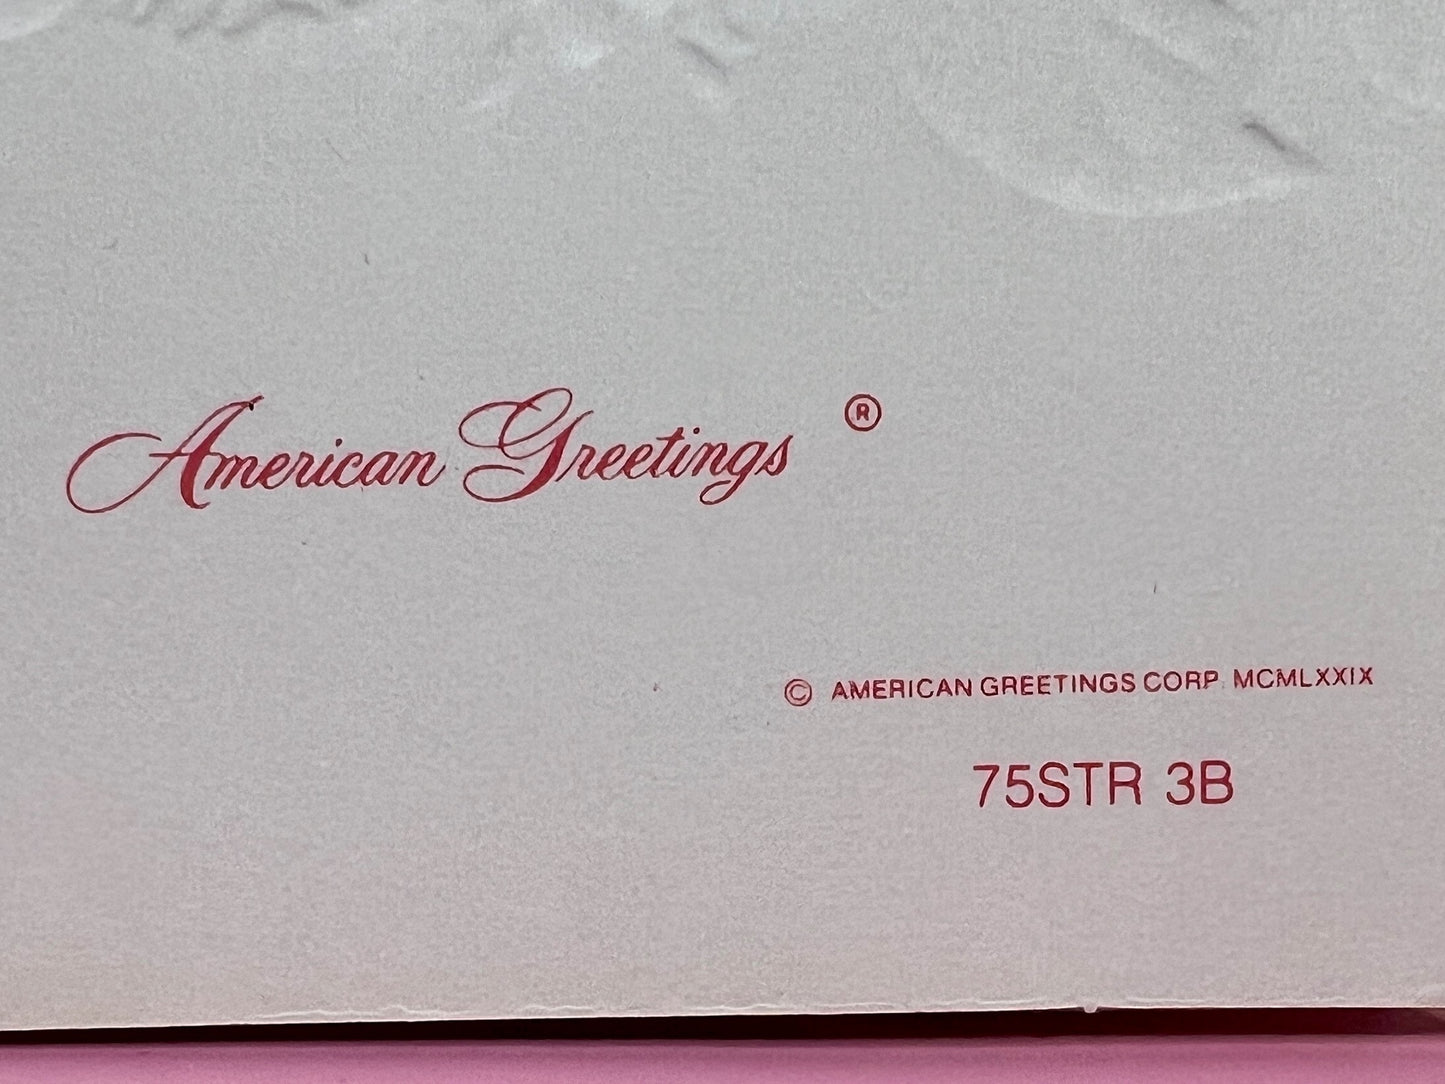 American Greetings ®
© AMERICAN GREETINGS CORP. MCMLXXIX
75STR 3B